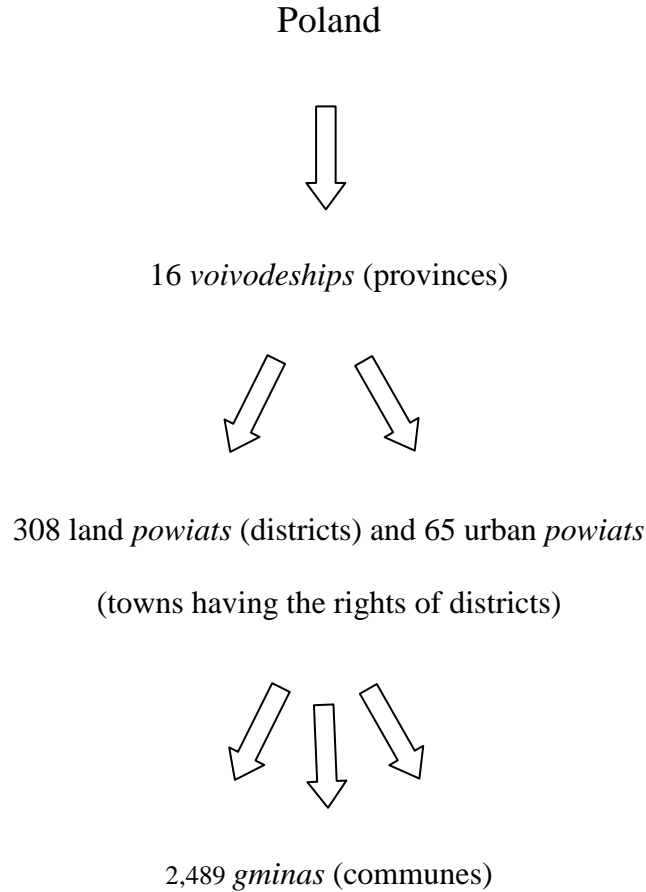 Poland
16 voivodeships (provinces)
308 land powiats (districts) and 65 urban powiats
(towns having the rights of districts)
2,489 gminas (communes)